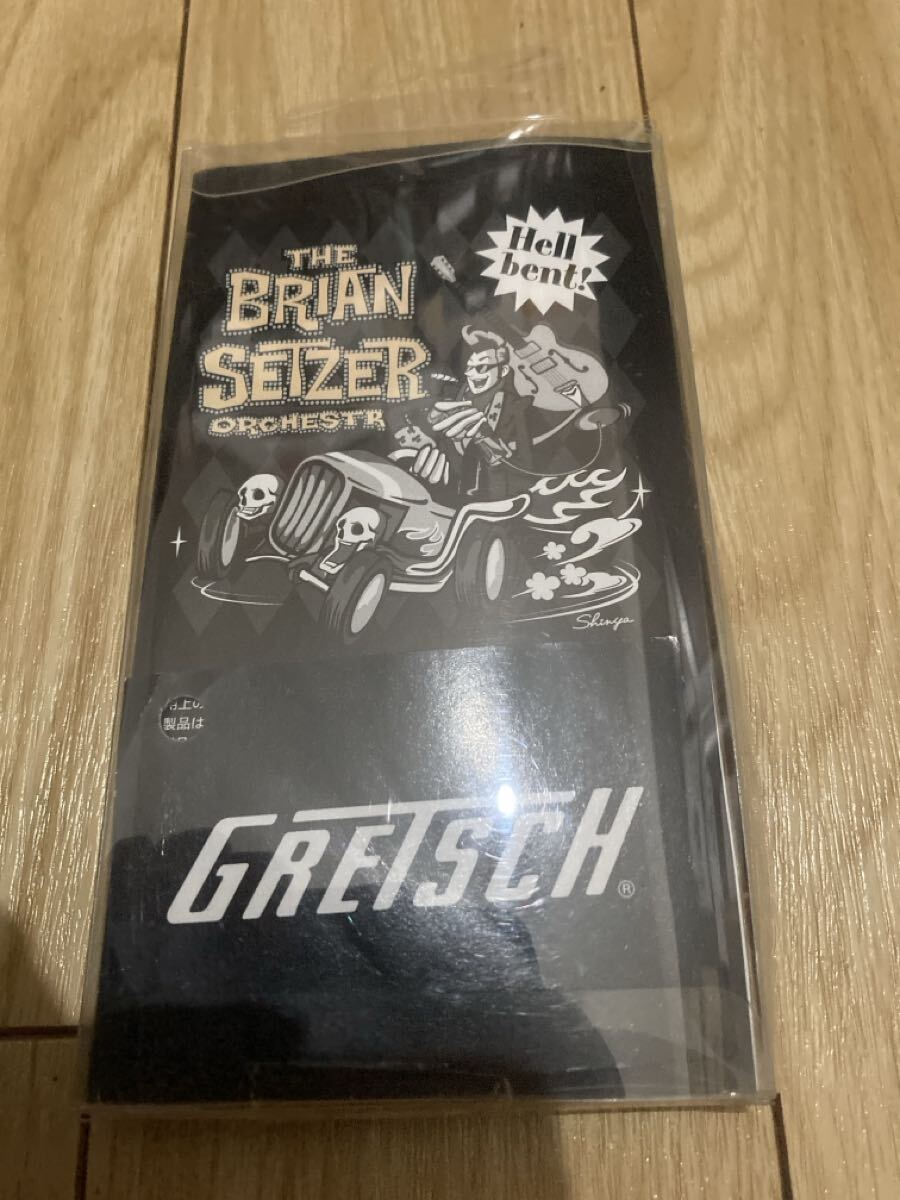 THE
BRIAN
SETZER
ORCHESTR
Hell
bent!
Shinya
製品は
GRETSCH®